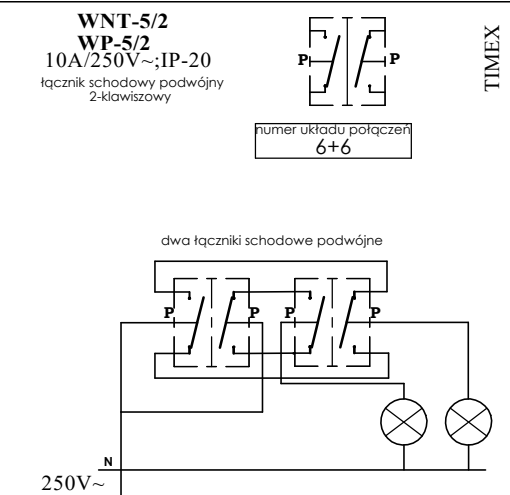 WNT-5/2
WP-5/2
10A/250V~;IP-20
łącznik schodowy podwójny
2-klawiszowy
P P
TIMEX
numer układu połączeń
6+6
dwa łączniki schodowe podwójne
P P P P
N
250V~